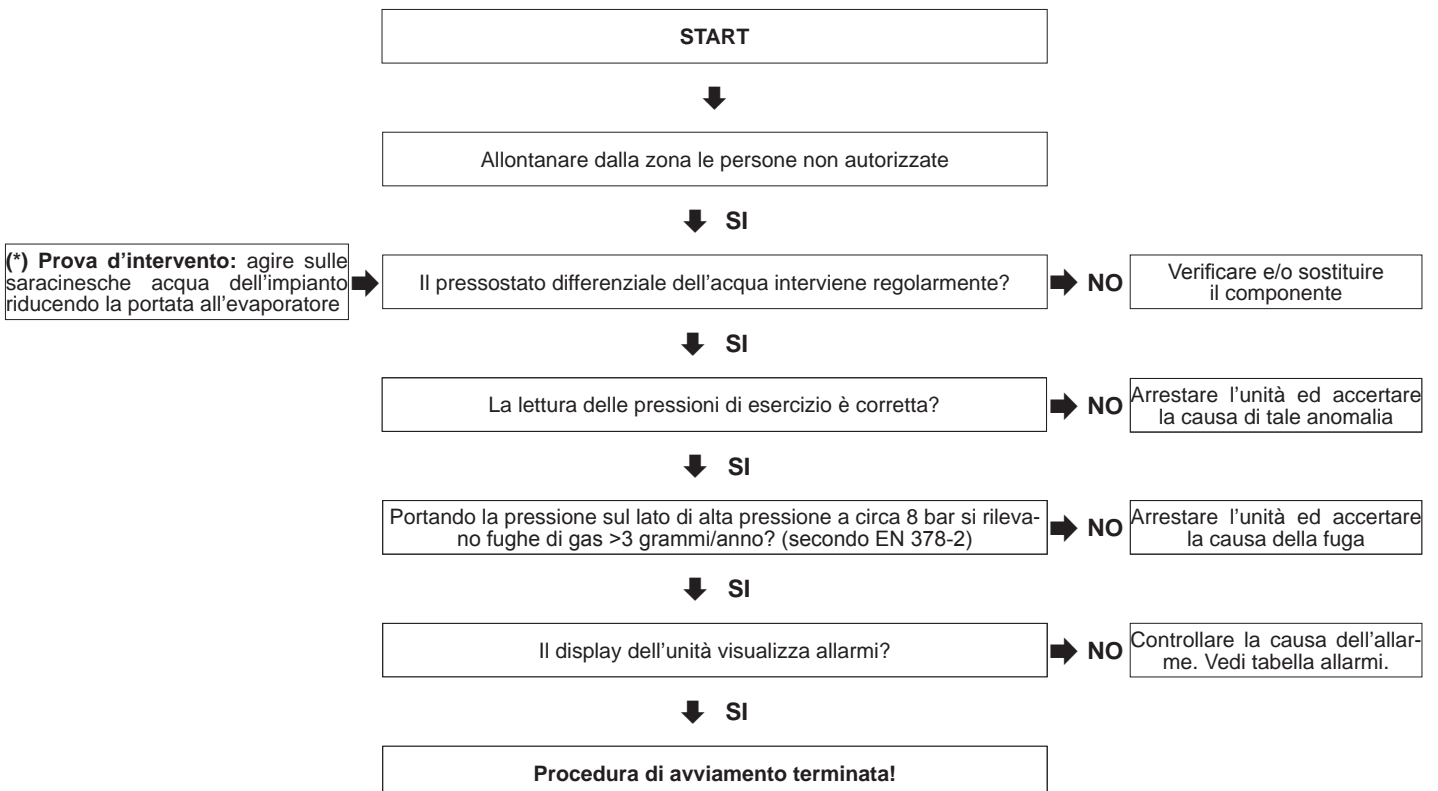 START
Allontanare dalla zona le persone non autorizzate
SI
(*) Prova d'intervento: agire sulle
saracinesche acqua dell'impianto
riducendo la portata all'evaporatore
Il pressostato differenziale dell'acqua interviene regolarmente?
NO
Verificare e/o sostituire
il componente
SI
La lettura delle pressioni di esercizio è corretta?
NO
Arrestare l'unità ed accertare
la causa di tale anomalia
SI
Portando la pressione sul lato di alta pressione a circa 8 bar si rileva-
no fughe di gas >3 grammi/anno? (secondo EN 378-2)
NO
Arrestare l'unità ed accertare
la causa della fuga
SI
Il display dell'unità visualizza allarmi?
NO
Controllare la causa dell'allar-
me. Vedi tabella allarmi.
SI
Procedura di avviamento terminata!